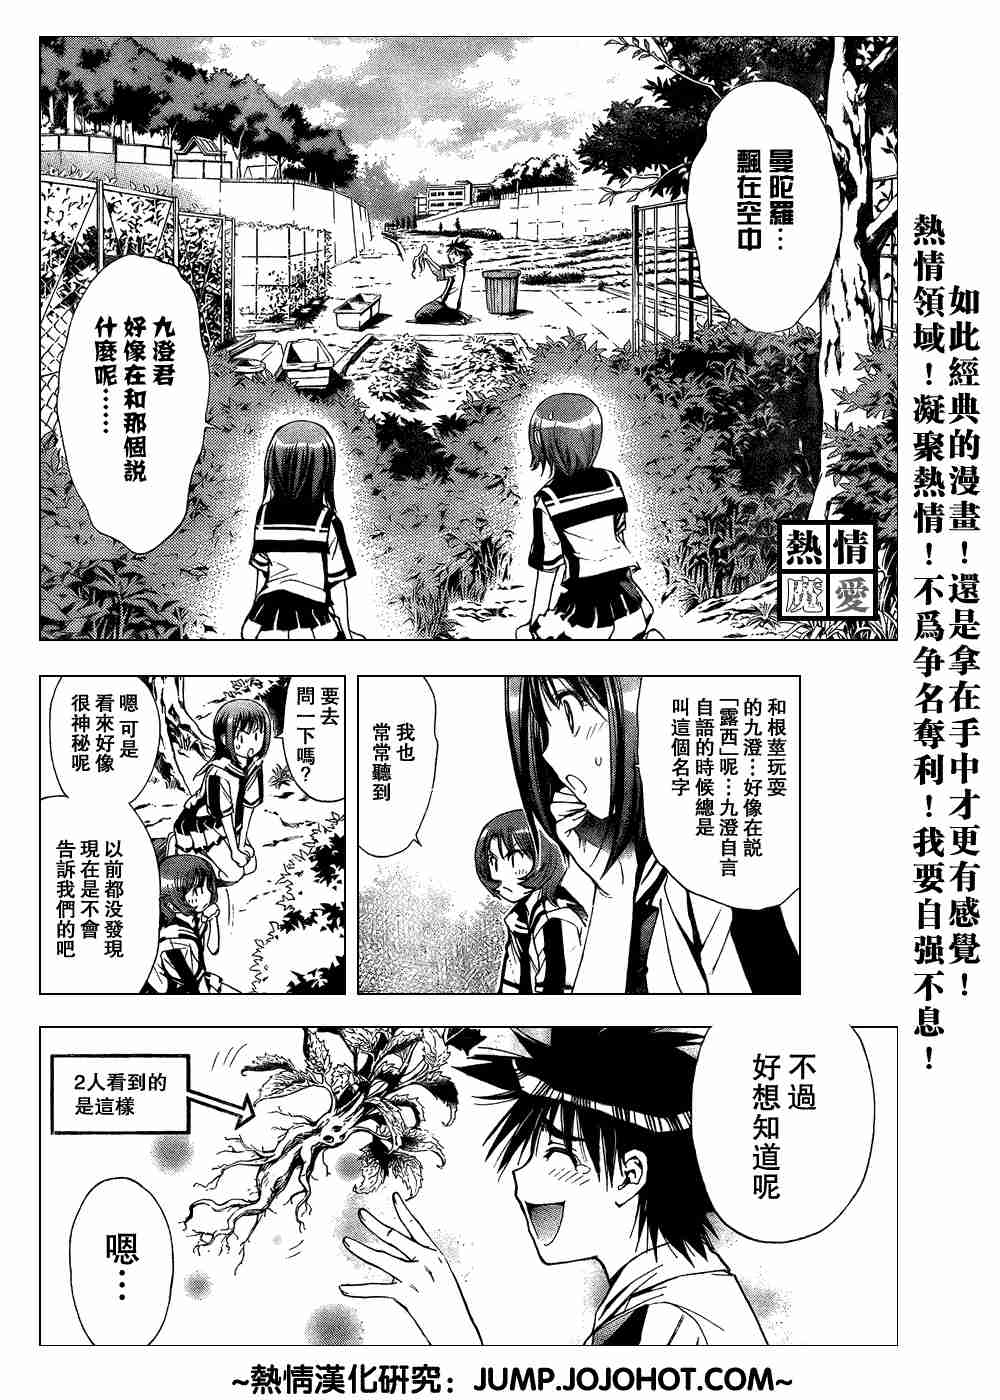 曼陀羅…
飄在空中
九澄君
好像在和那個説
什麼呢……
熱情
魔愛
和根莖玩耍
的九澄…好像在説
「露西」呢…九澄自言
自語的時候總是
叫這個名字
我也
常常聽到
要去
問一下嗎？
嗯 可是
看來好像
很神秘呢
以前都没發現
現在是不會
告訴我們的吧
不過
好想知道呢
2人看到的
是這樣
嗯…
如此經典的漫畫！還是拿在手中才更有感覺！
熱情領域！凝聚熱情！不爲争名奪利！我要自强不息！
~熱情漢化研究：JUMP.JOJOHOT.COM~